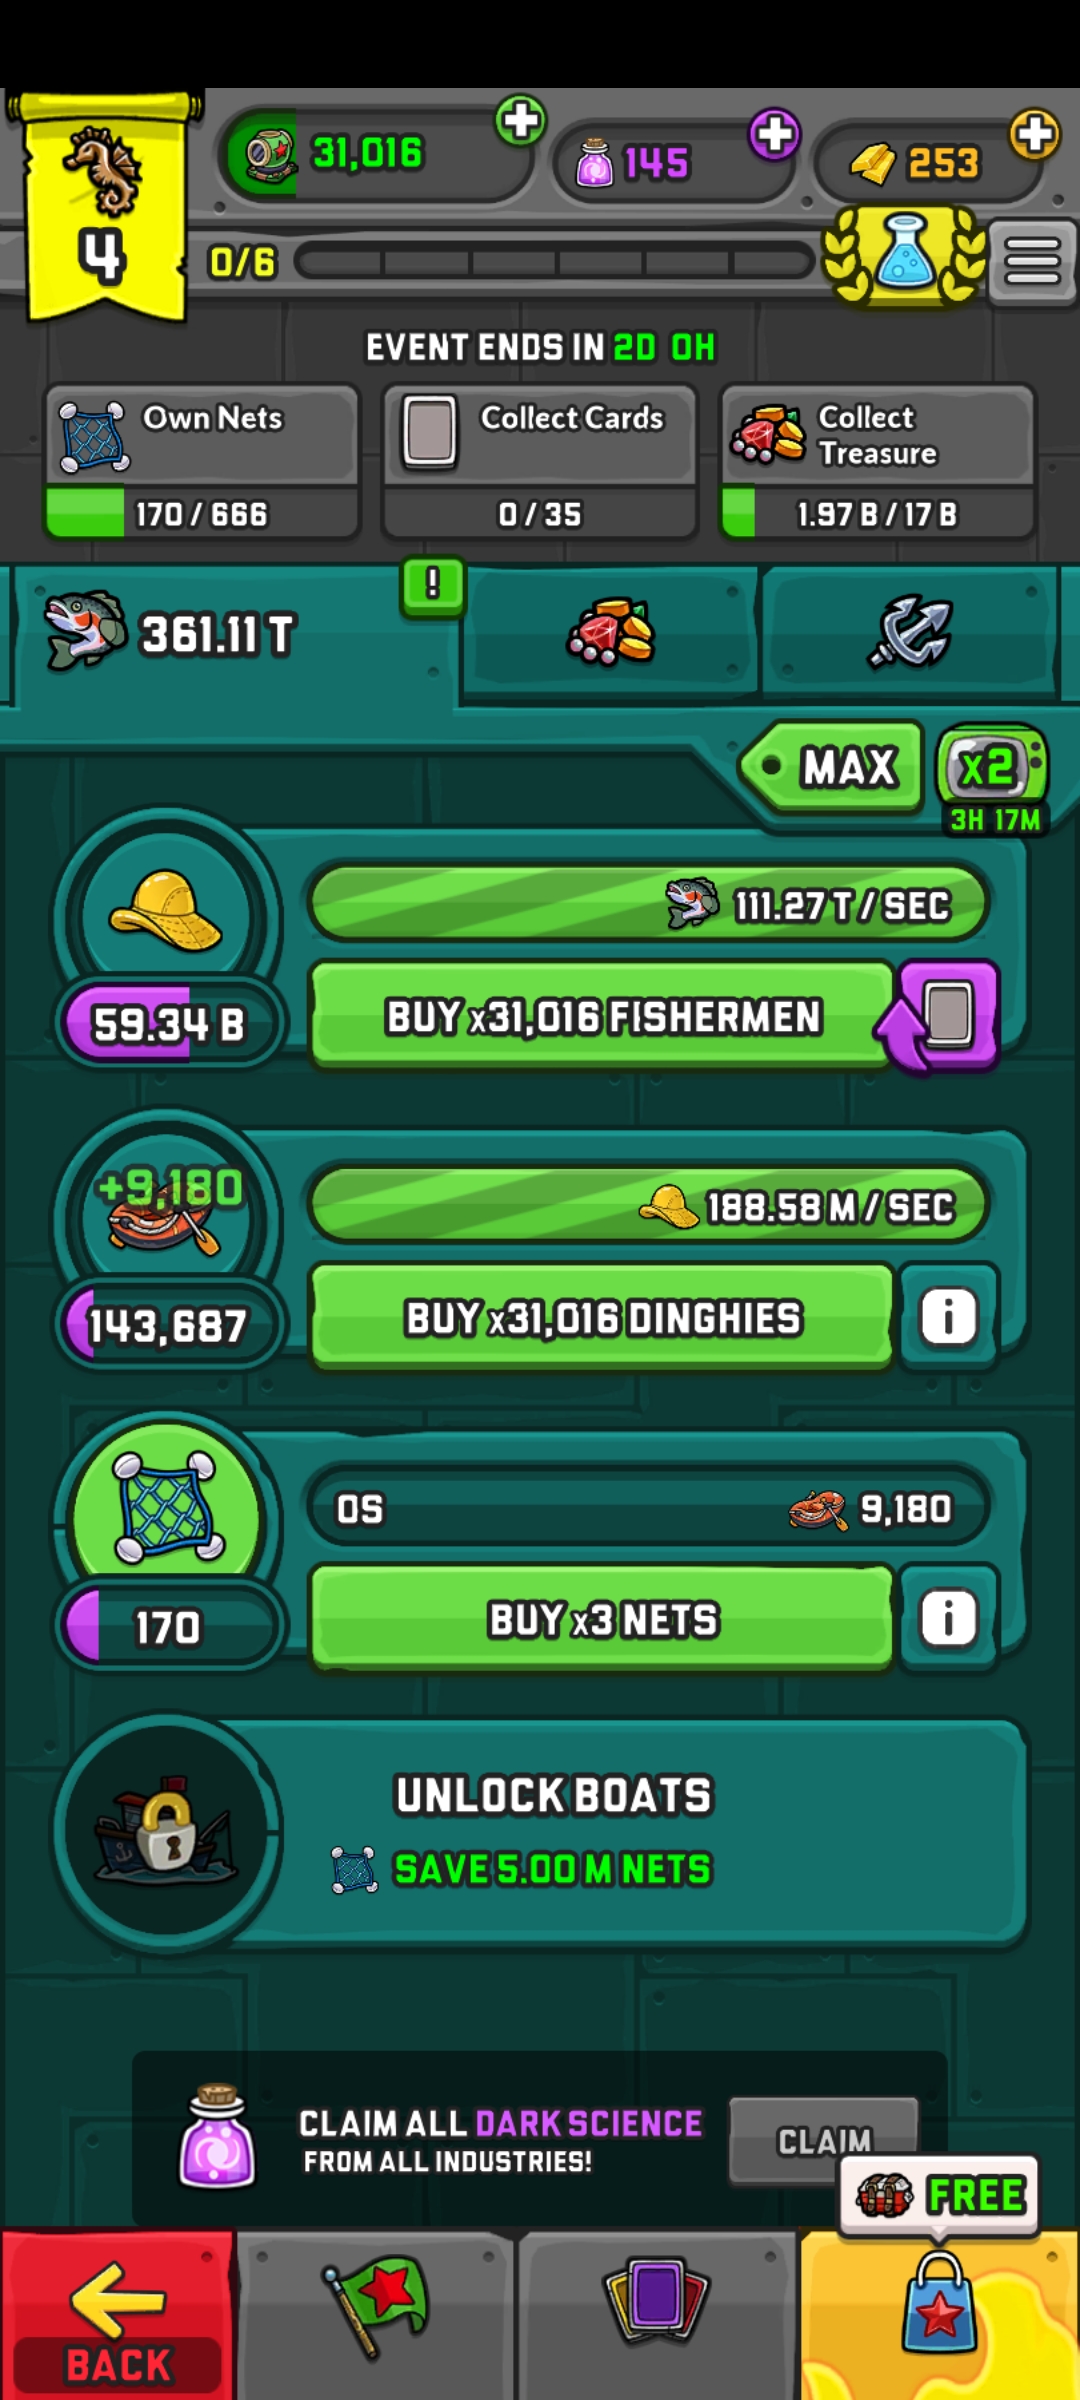 31,016
145
253
4
0/6
EVENT ENDS IN 2D 0H
Own Nets
170 / 666
Collect Cards
0 / 35
Collect
Treasure
1.97 B / 17 B
361.11 T
!
MAX
x2
3H 17M
111.27 T / SEC
59.34 B
BUY x31,016 FISHERMEN
+9,180
188.58 M / SEC
143,687
BUY x31,016 DINGHIES
i
0S
9,180
170
BUY x3 NETS
i
UNLOCK BOATS
SAVE 5.00 M NETS
CLAIM ALL DARK SCIENCE
FROM ALL INDUSTRIES!
CLAIM
FREE
BACK